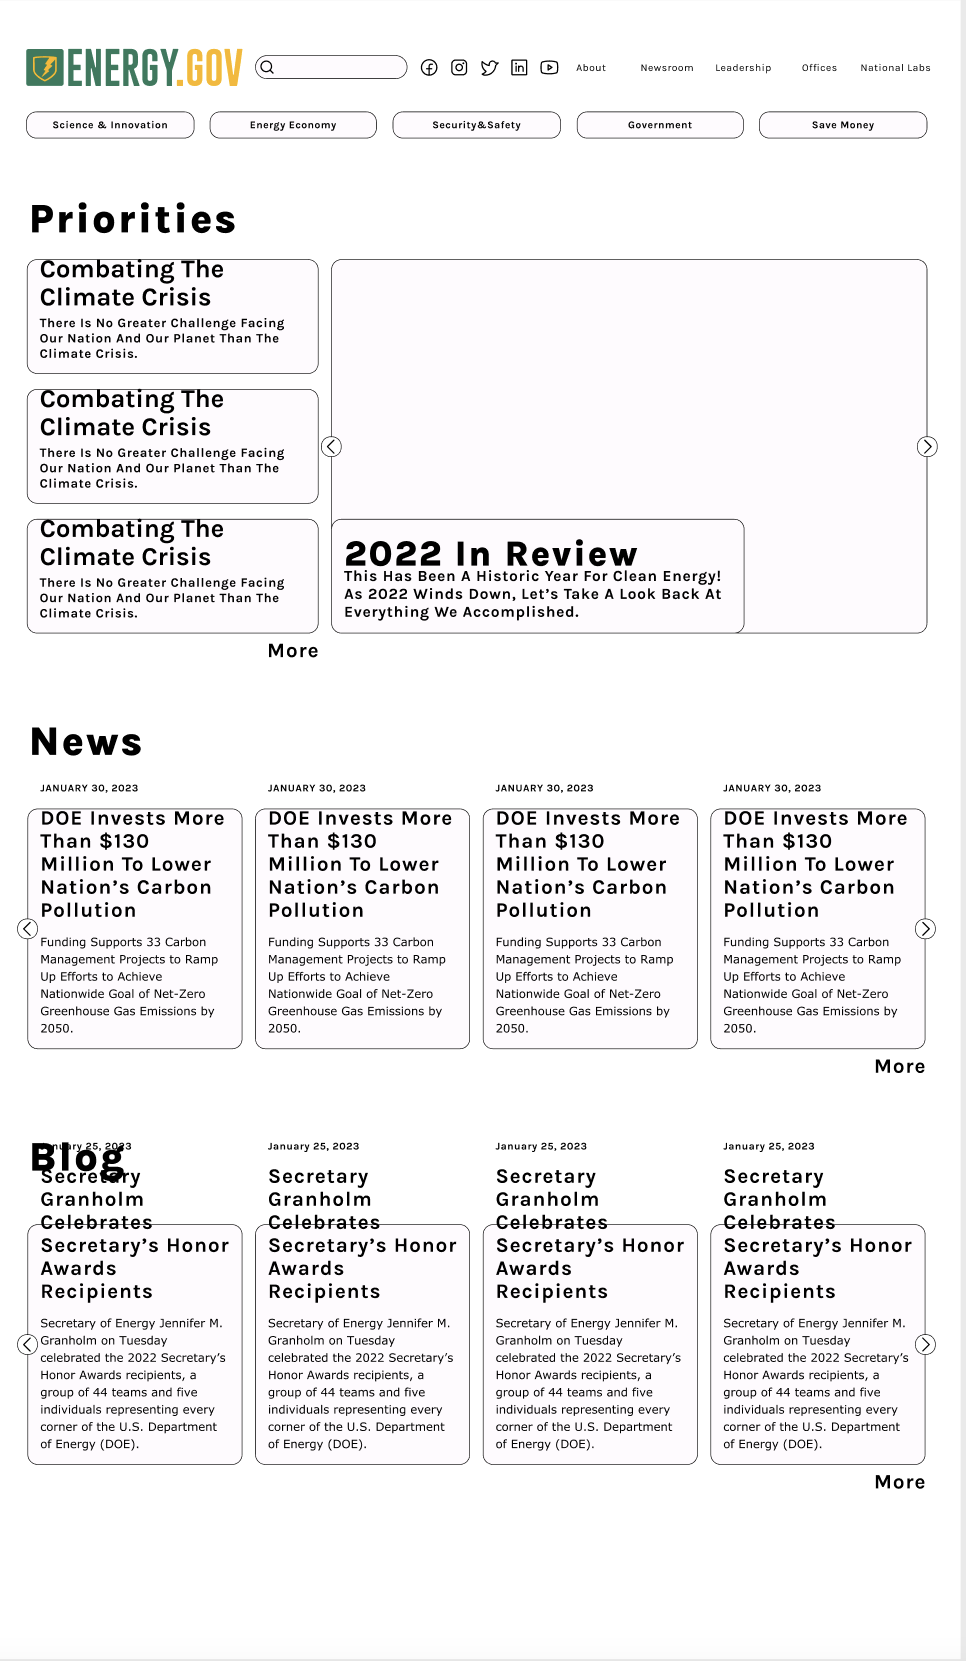 ENERGY.GOV
About Newsroom Leadership Offices National Labs
Science & Innovation Energy Economy Security&Safety Government Save Money
Priorities
Combating The
Climate Crisis
There Is No Greater Challenge Facing
Our Nation And Our Planet Than The
Climate Crisis.
Combating The
Climate Crisis
There Is No Greater Challenge Facing
Our Nation And Our Planet Than The
Climate Crisis.
Combating The
Climate Crisis
There Is No Greater Challenge Facing
Our Nation And Our Planet Than The
Climate Crisis.
More
2022 In Review
This Has Been A Historic Year For Clean Energy!
As 2022 Winds Down, Let’s Take A Look Back At
Everything We Accomplished.
News
JANUARY 30, 2023
DOE Invests More
Than $130
Million To Lower
Nation’s Carbon
Pollution
Funding Supports 33 Carbon
Management Projects to Ramp
Up Efforts to Achieve
Nationwide Goal of Net-Zero
Greenhouse Gas Emissions by
2050.
JANUARY 30, 2023
DOE Invests More
Than $130
Million To Lower
Nation’s Carbon
Pollution
Funding Supports 33 Carbon
Management Projects to Ramp
Up Efforts to Achieve
Nationwide Goal of Net-Zero
Greenhouse Gas Emissions by
2050.
JANUARY 30, 2023
DOE Invests More
Than $130
Million To Lower
Nation’s Carbon
Pollution
Funding Supports 33 Carbon
Management Projects to Ramp
Up Efforts to Achieve
Nationwide Goal of Net-Zero
Greenhouse Gas Emissions by
2050.
JANUARY 30, 2023
DOE Invests More
Than $130
Million To Lower
Nation’s Carbon
Pollution
Funding Supports 33 Carbon
Management Projects to Ramp
Up Efforts to Achieve
Nationwide Goal of Net-Zero
Greenhouse Gas Emissions by
2050.
More
Blog
January 25, 2023
Secretary
Granholm
Celebrates
Secretary’s Honor
Awards
Recipients
Secretary of Energy Jennifer M.
Granholm on Tuesday
celebrated the 2022 Secretary’s
Honor Awards recipients, a
group of 44 teams and five
individuals representing every
corner of the U.S. Department
of Energy (DOE).
January 25, 2023
Secretary
Granholm
Celebrates
Secretary’s Honor
Awards
Recipients
Secretary of Energy Jennifer M.
Granholm on Tuesday
celebrated the 2022 Secretary’s
Honor Awards recipients, a
group of 44 teams and five
individuals representing every
corner of the U.S. Department
of Energy (DOE).
January 25, 2023
Secretary
Granholm
Celebrates
Secretary’s Honor
Awards
Recipients
Secretary of Energy Jennifer M.
Granholm on Tuesday
celebrated the 2022 Secretary’s
Honor Awards recipients, a
group of 44 teams and five
individuals representing every
corner of the U.S. Department
of Energy (DOE).
January 25, 2023
Secretary
Granholm
Celebrates
Secretary’s Honor
Awards
Recipients
Secretary of Energy Jennifer M.
Granholm on Tuesday
celebrated the 2022 Secretary’s
Honor Awards recipients, a
group of 44 teams and five
individuals representing every
corner of the U.S. Department
of Energy (DOE).
More